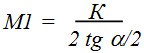 M1 = К / 2 tg α/2